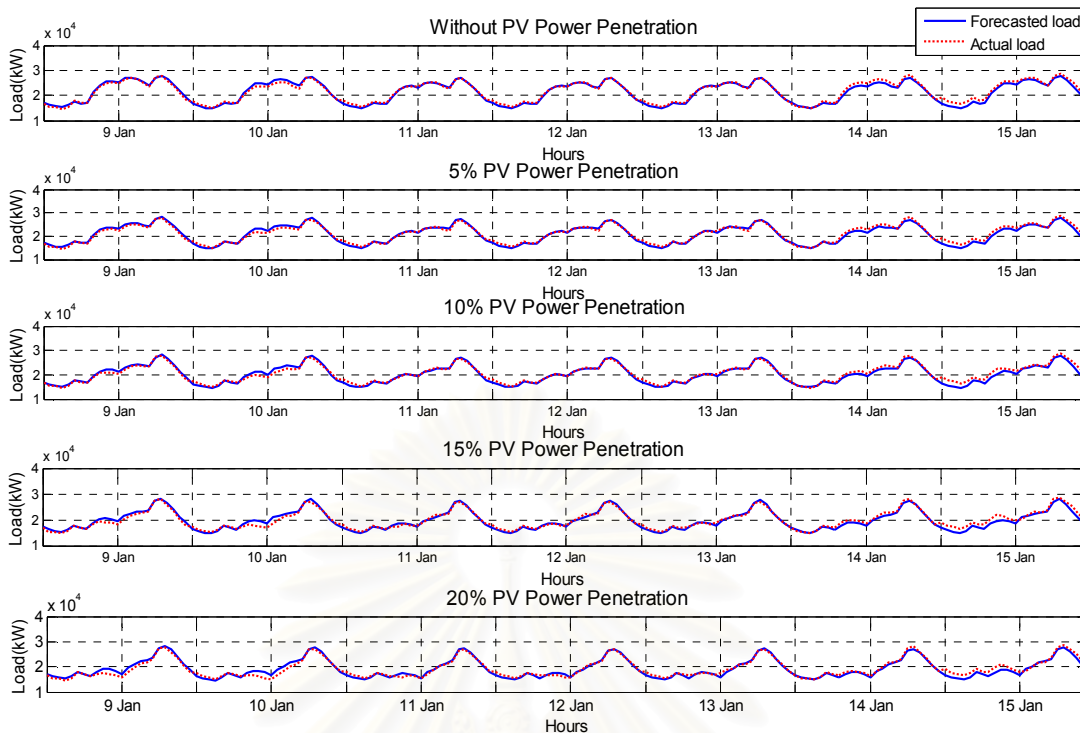 Without PV Power Penetration
Forecasted load
Actual load
x 10^4
Load(kW)
4
3
2
1
9 Jan 10 Jan 11 Jan 12 Jan 13 Jan 14 Jan 15 Jan
Hours
5% PV Power Penetration
x 10^4
Load(kW)
4
3
2
1
9 Jan 10 Jan 11 Jan 12 Jan 13 Jan 14 Jan 15 Jan
Hours
10% PV Power Penetration
x 10^4
Load(kW)
4
3
2
1
9 Jan 10 Jan 11 Jan 12 Jan 13 Jan 14 Jan 15 Jan
Hours
15% PV Power Penetration
x 10^4
Load(kW)
4
3
2
1
9 Jan 10 Jan 11 Jan 12 Jan 13 Jan 14 Jan 15 Jan
Hours
20% PV Power Penetration
x 10^4
Load(kW)
4
3
2
1
9 Jan 10 Jan 11 Jan 12 Jan 13 Jan 14 Jan 15 Jan
Hours